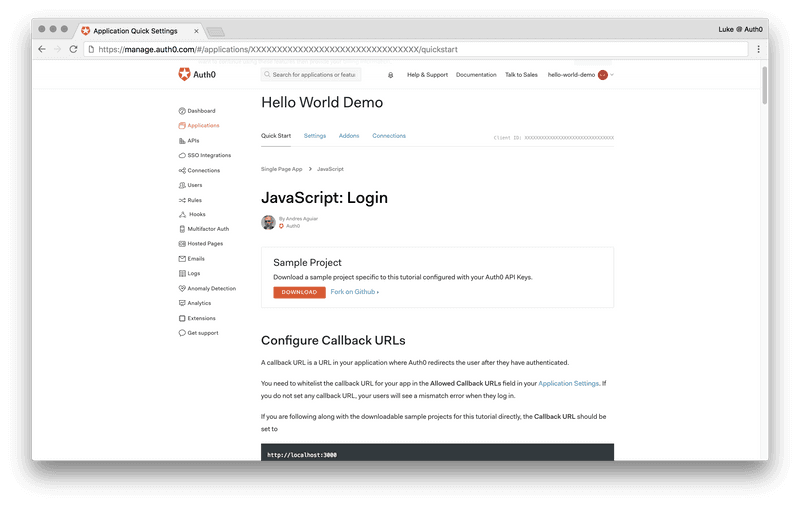 Application Quick Settings
Luke @ Auth0
https://manage.auth0.com/#/applications/XXXXXXXXXXXXXXXXXXXXXXXXXXXXXXXX/quickstart
Auth0
Search for applications or featur
Help & Support
Documentation
Talk to Sales
hello-world-demo
Dashboard
Applications
APIs
SSO Integrations
Connections
Users
Rules
Hooks
Multifactor Auth
Hosted Pages
Emails
Logs
Anomaly Detection
Analytics
Extensions
Get support
Hello World Demo
Quick Start
Settings
Addons
Connections
Client ID: XXXXXXXXXXXXXXXXXXXXXXXXXXXXXXXX
Single Page App > JavaScript
JavaScript: Login
By Andres Aguiar
Auth0
Sample Project
Download a sample project specific to this tutorial configured with your Auth0 API Keys.
DOWNLOAD
Fork on Github
Configure Callback URLs
A callback URL is a URL in your application where Auth0 redirects the user after they have authenticated.
You need to whitelist the callback URL for your app in the Allowed Callback URLs field in your Application Settings. If
you do not set any callback URL, your users will see a mismatch error when they log in.
If you are following along with the downloadable sample projects for this tutorial directly, the Callback URL should be
set to
http://localhost:3000